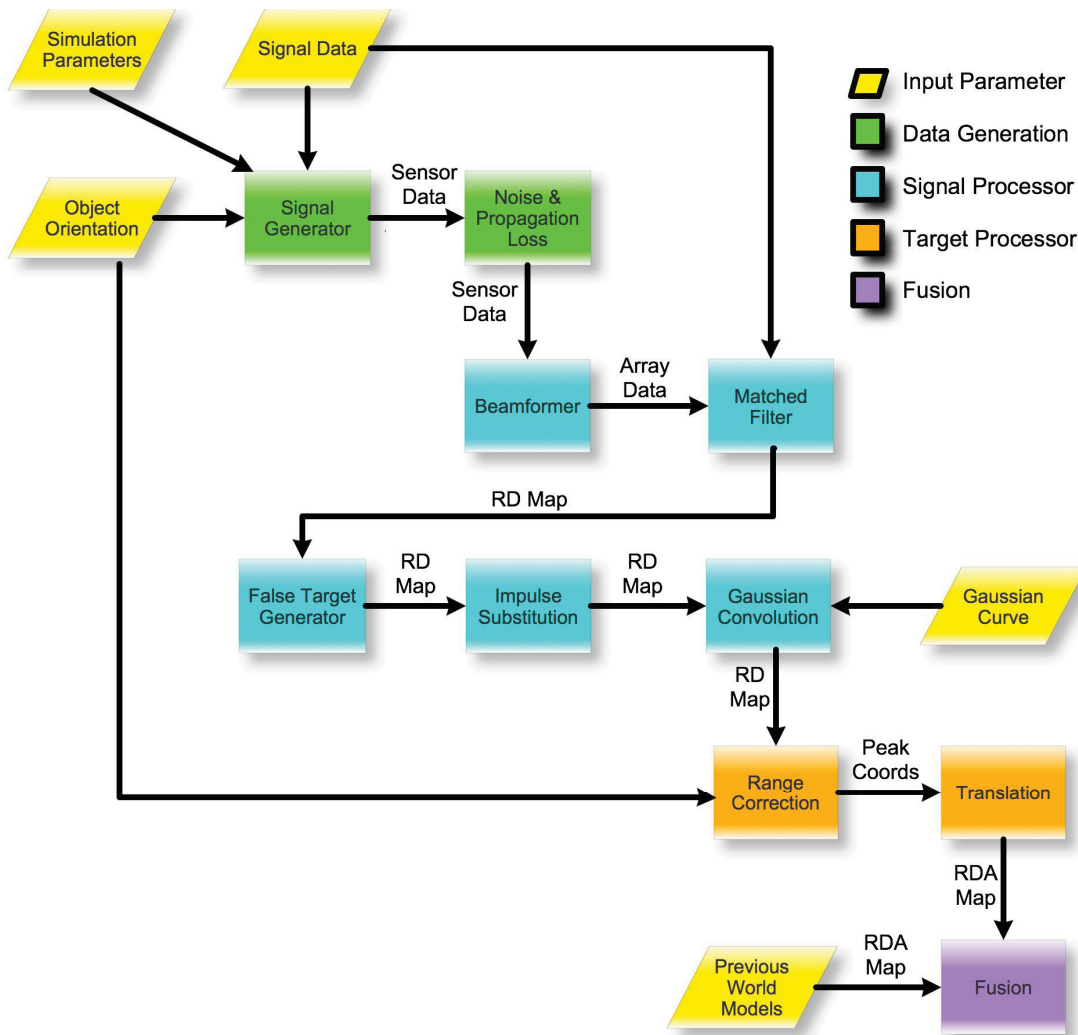 Simulation
Parameters
Signal Data
Input Parameter
Data Generation
Signal Processor
Target Processor
Fusion
Object
Orientation
Signal
Generator
Sensor
Data
Noise &
Propagation
Loss
Sensor
Data
Beamformer
Array
Data
Matched
Filter
RD Map
False Target
Generator
RD
Map
Impulse
Substitution
RD
Map
Gaussian
Convolution
Gaussian
Curve
RD
Map
Range
Correction
Peak
Coords
Translation
RDA
Map
Previous
World
Models
RDA
Map
Fusion